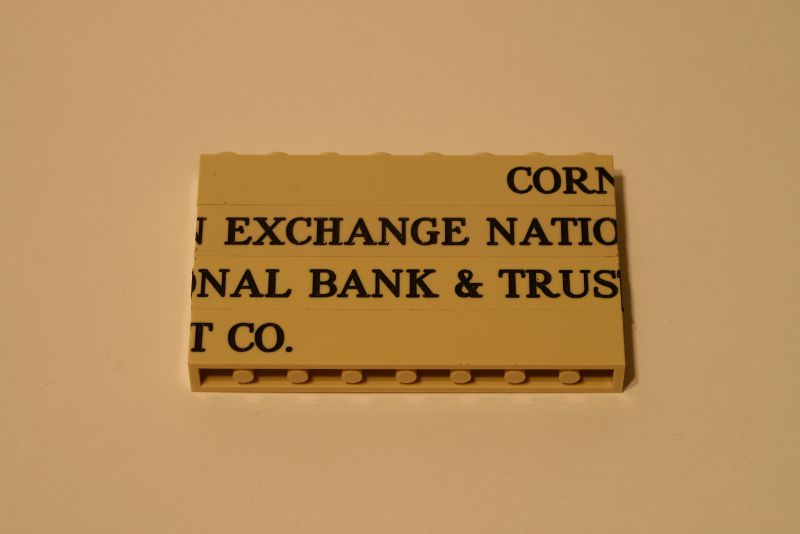 CORN
N EXCHANGE NATIO
ONAL BANK & TRUST
T CO.